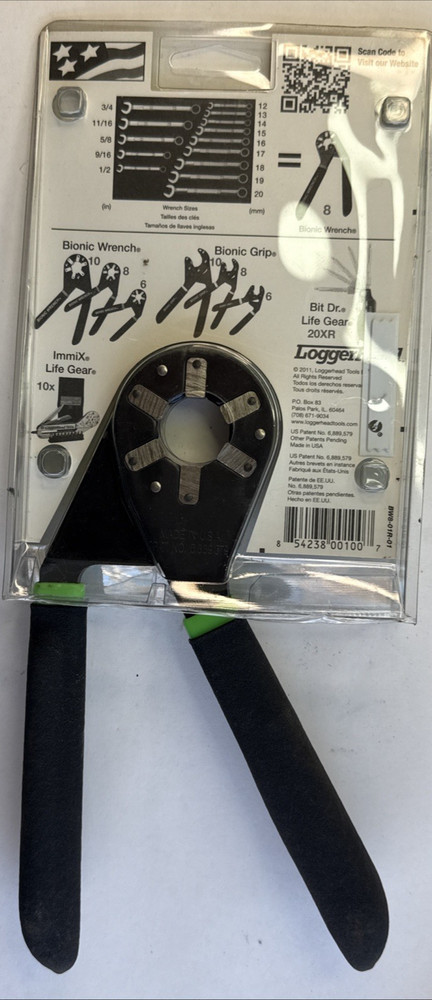 Scan Code to
Visit our Website
3/4
11/16
5/8
9/16
1/2
(in)
12
13
14
15
16
17
18
19
20
(mm)
Wrench Sizes
Tailles des clés
Tamaños de llaves inglesas
=
8
Bionic Wrench®
Bionic Wrench®
10
8
6
Bionic Grip®
10
8
6
Bit Dr.®
Life Gear®
20XR
ImmiX®
Life Gear®
10x
© 2011, Loggerhead Tools
All Rights Reserved
Todos los derechos
P.O. Box 83
Palos Park, IL. 60464
(708) 671-9034
www.loggerheadtools.com
US Patent No. 6,889,579
Other Patents Pending
Made in USA
US Patent No. 6,889,579
Autres brevets en instance
Fabriqué aux États-Unis
Patente de EE.UU.
No. 6,889,579
Otras patentes pendientes.
Hecho en EE.UU.
8 54238 00100 7
BW8-01R-01